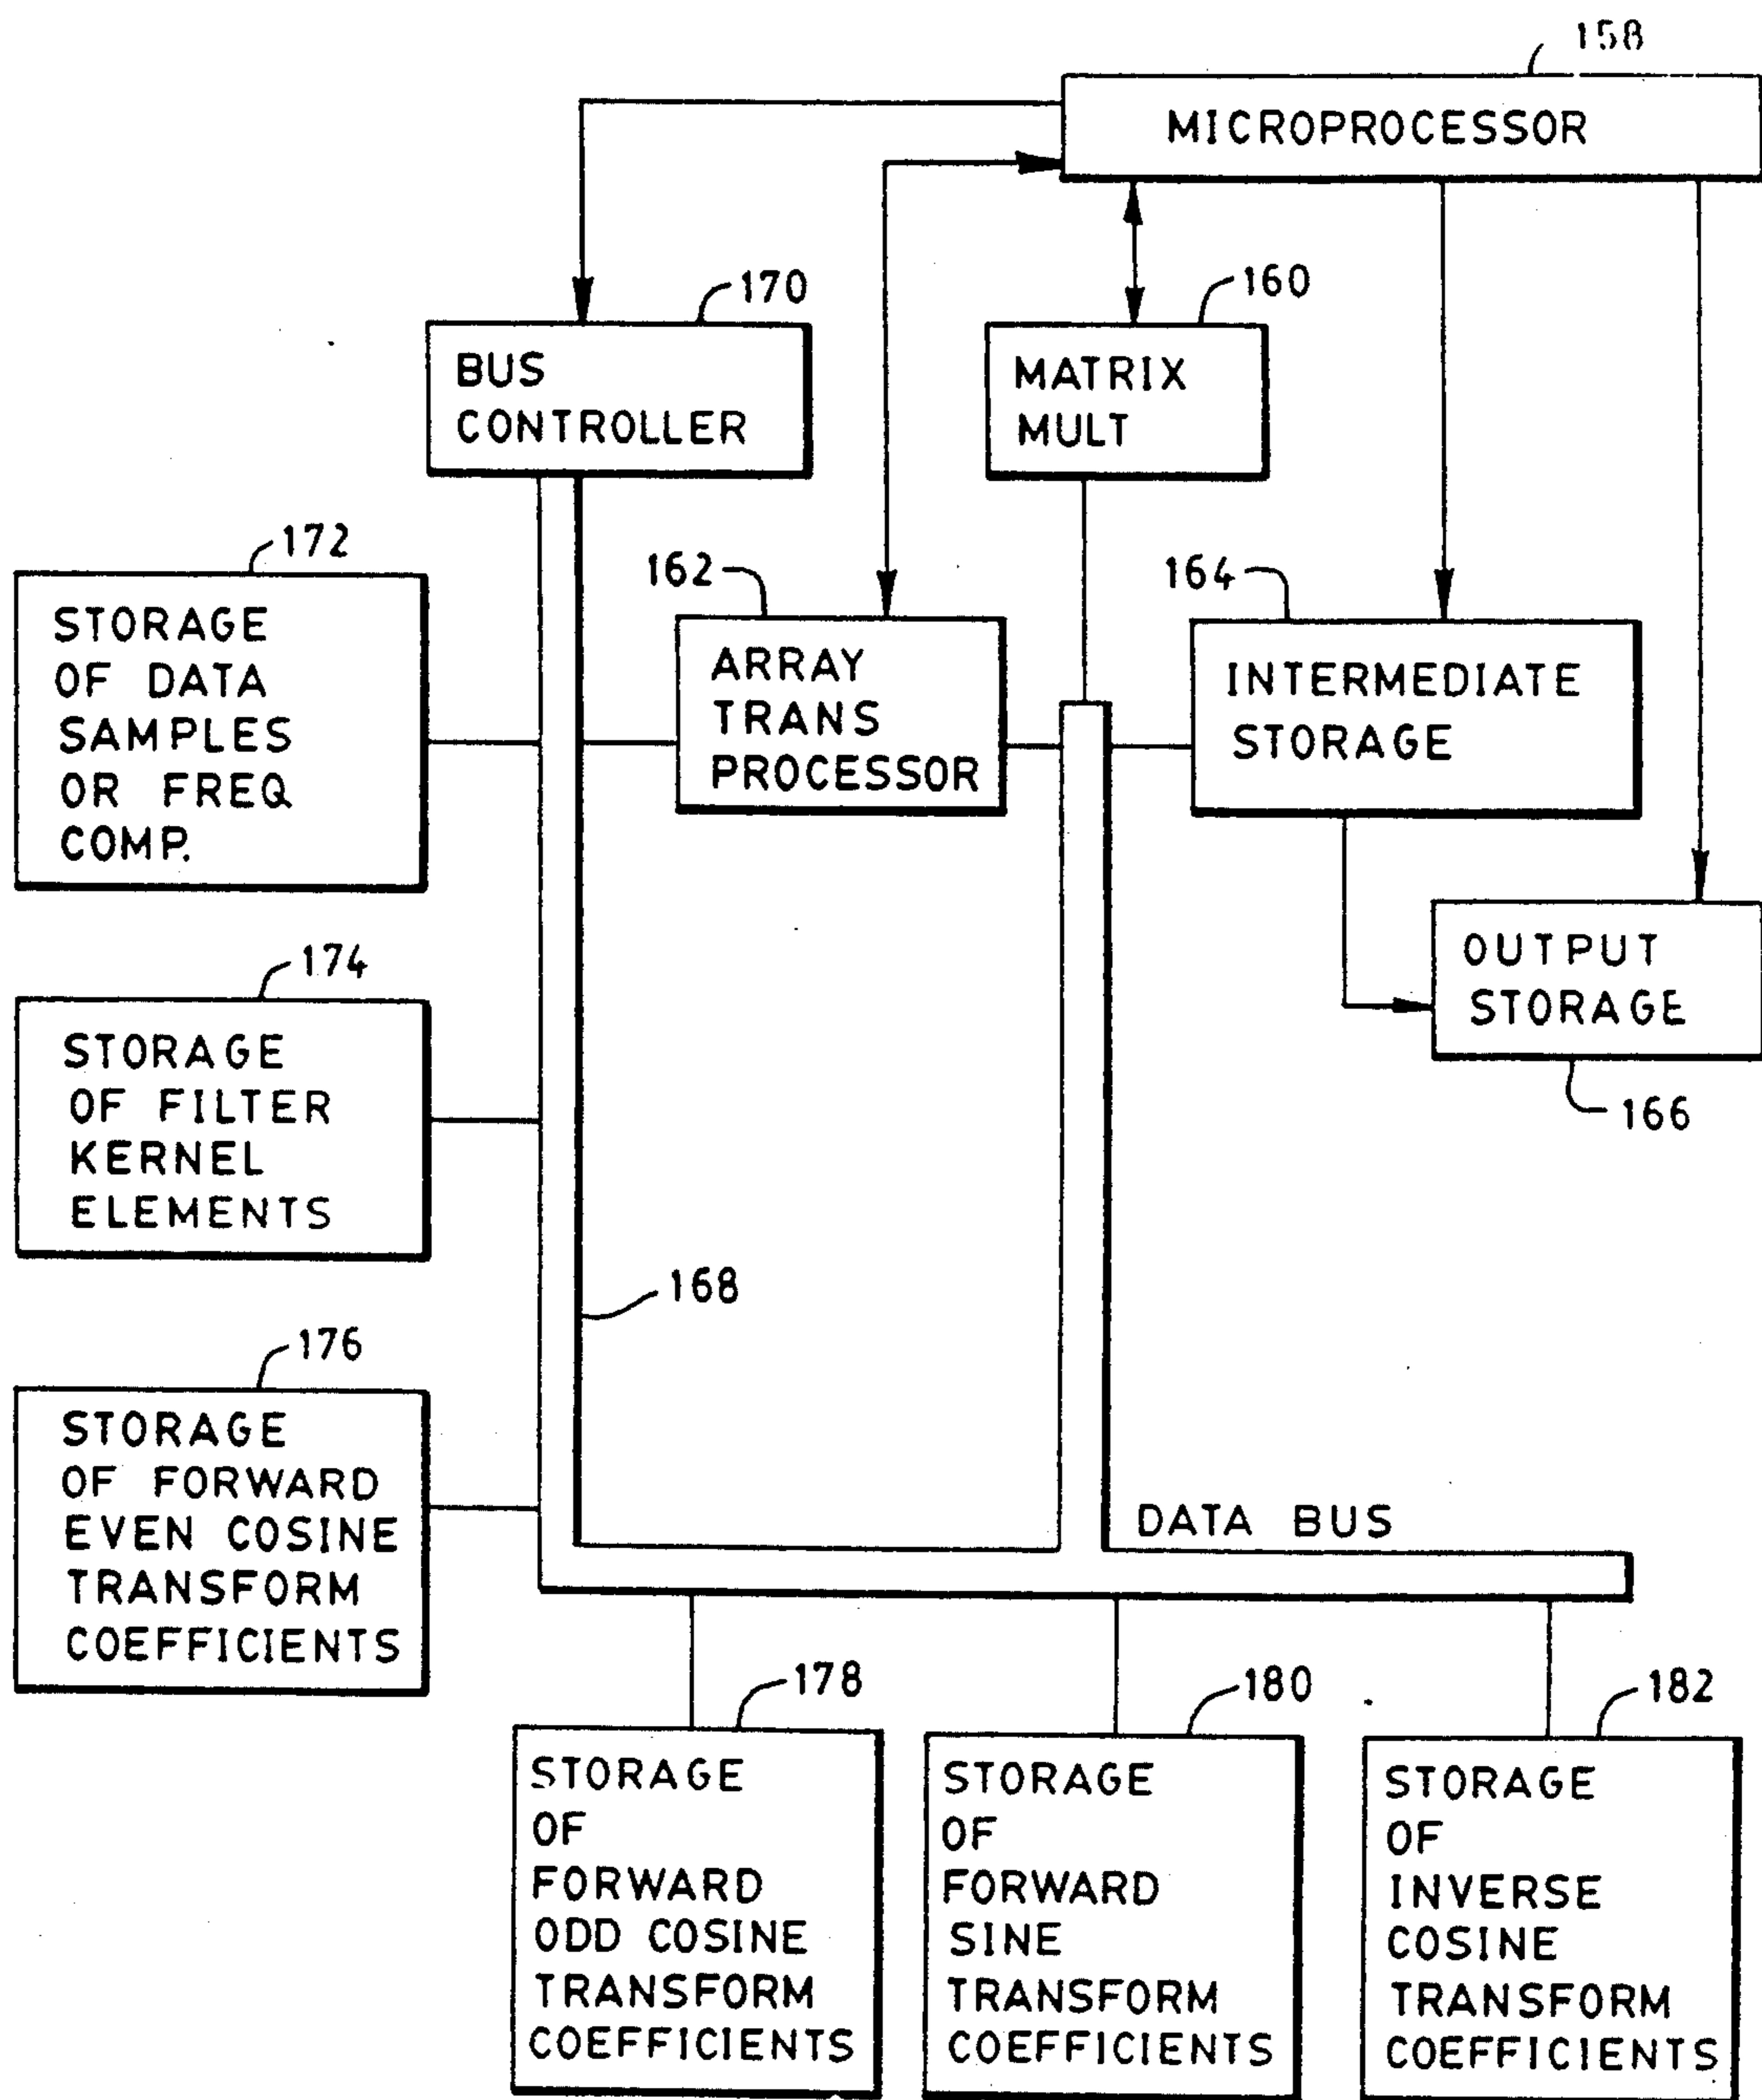 158
MICROPROCESSOR
170
160
BUS
CONTROLLER
MATRIX
MULT
172
162
164
STORAGE
OF DATA
SAMPLES
OR FREQ
COMP.
ARRAY
TRANS
PROCESSOR
INTERMEDIATE
STORAGE
174
OUTPUT
STORAGE
166
STORAGE
OF FILTER
KERNEL
ELEMENTS
168
176
STORAGE
OF FORWARD
EVEN COSINE
TRANSFORM
COEFFICIENTS
DATA BUS
178
180
182
STORAGE
OF
FORWARD
ODD COSINE
TRANSFORM
COEFFICIENTS
STORAGE
OF
FORWARD
SINE
TRANSFORM
COEFFICIENTS
STORAGE
OF
INVERSE
COSINE
TRANSFORM
COEFFICIENTS